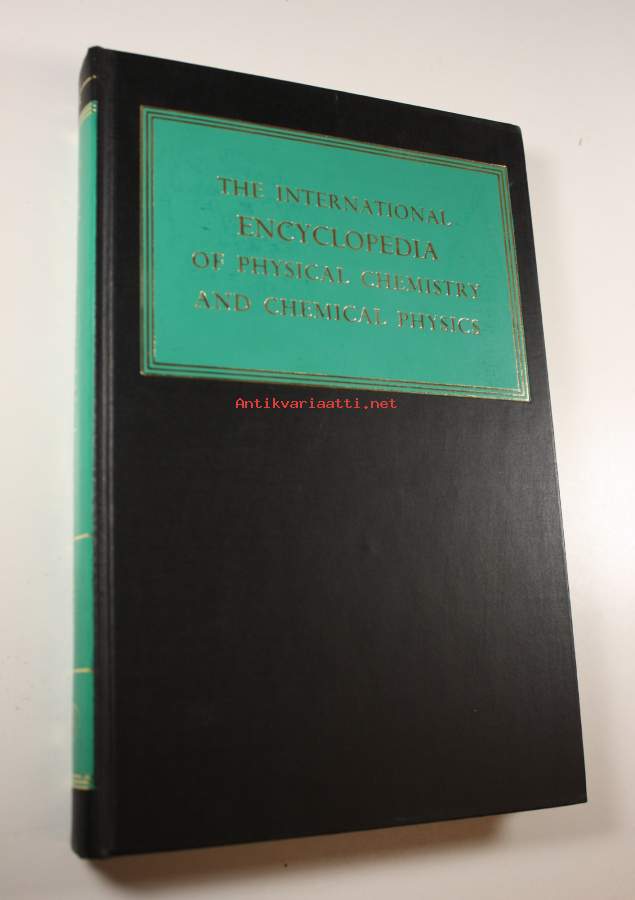 THE INTERNATIONAL
ENCYCLOPEDIA
OF PHYSICAL CHEMISTRY
AND CHEMICAL PHYSICS
Antikvariaatti.net